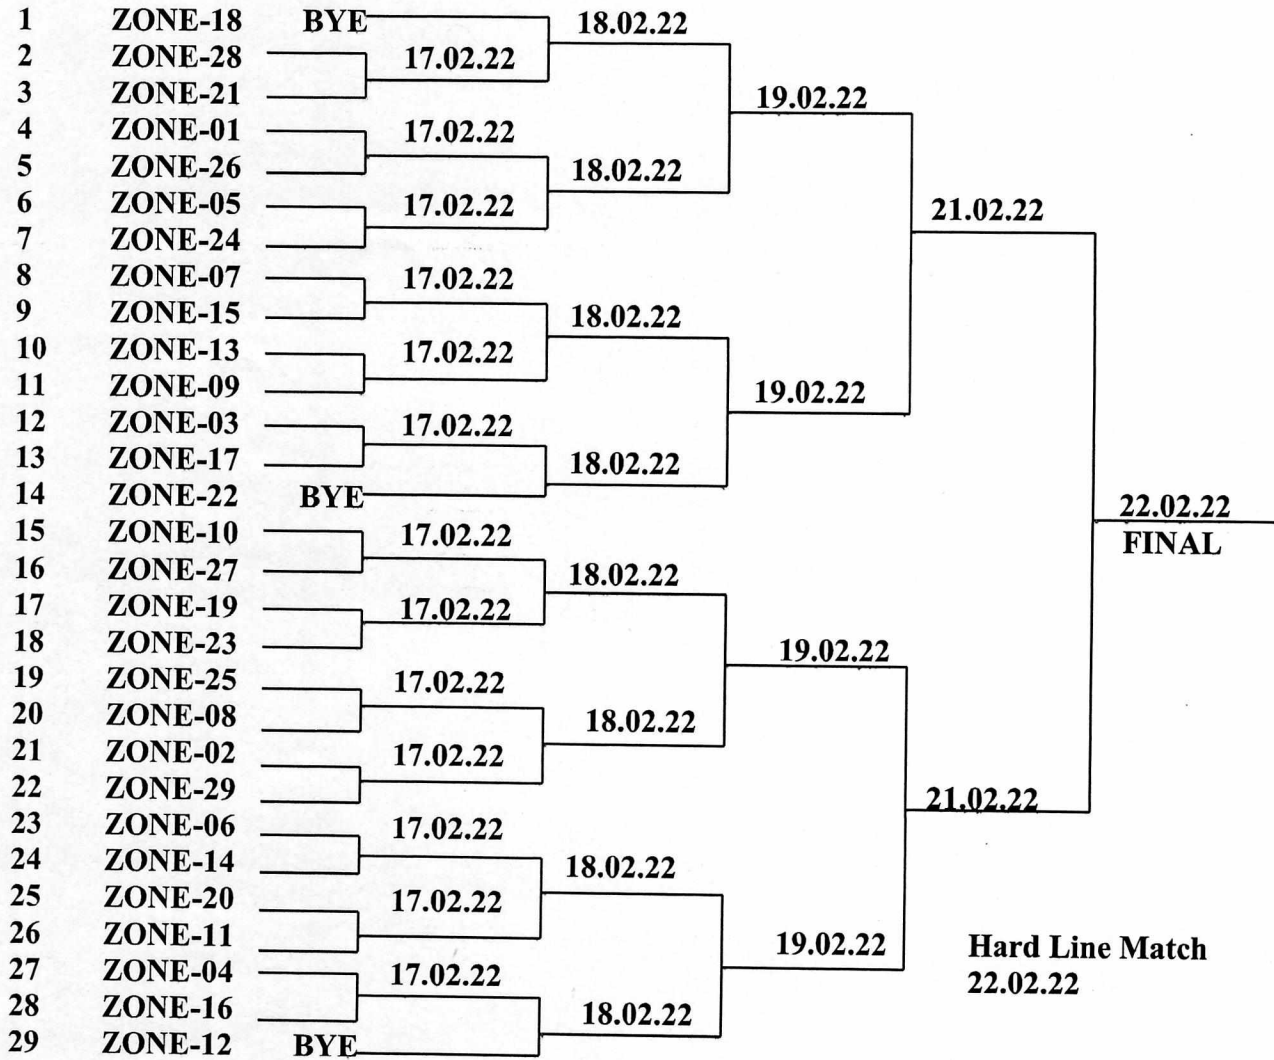 1 ZONE-18 BYE 18.02.22
2 ZONE-28 17.02.22
3 ZONE-21 19.02.22
4 ZONE-01 17.02.22
5 ZONE-26 18.02.22
6 ZONE-05 17.02.22 21.02.22
7 ZONE-24
8 ZONE-07 17.02.22
9 ZONE-15 18.02.22
10 ZONE-13 17.02.22
11 ZONE-09 19.02.22
12 ZONE-03 17.02.22
13 ZONE-17 18.02.22
14 ZONE-22 BYE 22.02.22
15 ZONE-10 17.02.22 FINAL
16 ZONE-27 18.02.22
17 ZONE-19 17.02.22
18 ZONE-23 19.02.22
19 ZONE-25 17.02.22
20 ZONE-08 18.02.22
21 ZONE-02 17.02.22
22 ZONE-29 21.02.22
23 ZONE-06 17.02.22
24 ZONE-14 18.02.22
25 ZONE-20 17.02.22
26 ZONE-11 19.02.22 Hard Line Match
27 ZONE-04 17.02.22 22.02.22
28 ZONE-16 18.02.22
29 ZONE-12 BYE